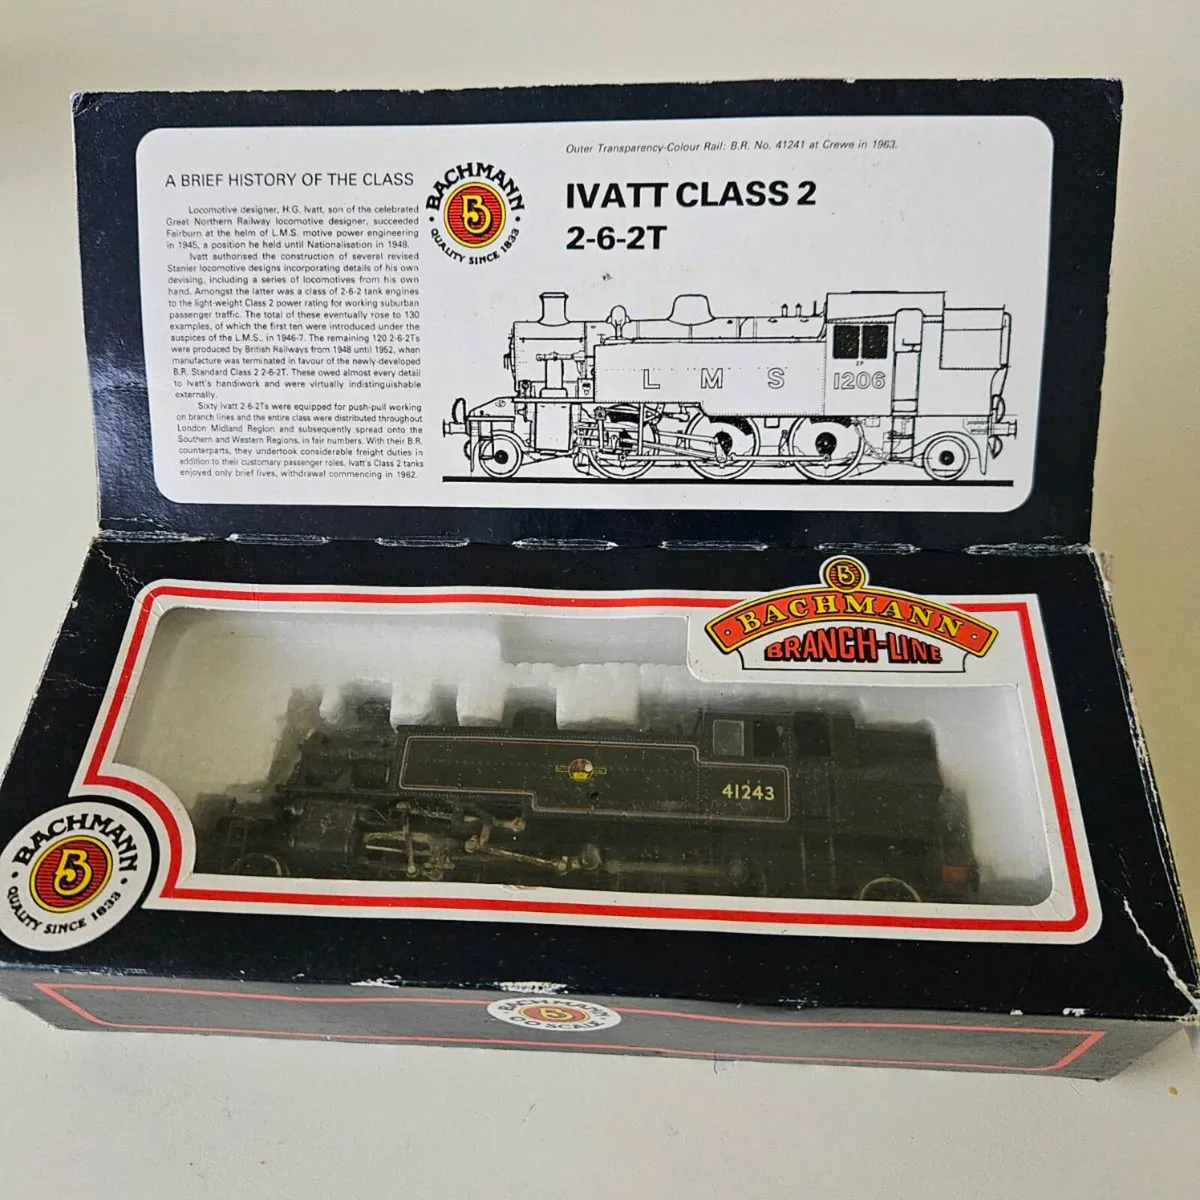 Outer Transparency-Colour Rail: B.R. No. 41241 at Crewe in 1963.
A BRIEF HISTORY OF THE CLASS
Locomotive designer, H.G. Ivatt, son of the celebrated
Great Northern Railway locomotive designer, succeeded
Fairburn at the helm of L.M.S. motive power engineering
in 1945, a position he held until Nationalisation in 1948.
Ivatt authorised the construction of several revised
Stanier locomotive designs incorporating details of his own
devising, including a series of locomotives from his own
hand. Amongst the latter was a class of 2-6-2 tank engines
to the light-weight Class 2 power rating for working suburban
passenger traffic. The total of these eventually rose to 130
examples, of which the first ten were introduced under the
auspices of the L.M.S., in 1946-7. The remaining 120 2-6-2Ts
were produced by British Railways from 1948 until 1952, when
manufacture was terminated in favour of the newly-developed
B.R. Standard Class 2 2-6-2T. These owed almost every detail
to Ivatt's handiwork and were virtually indistinguishable
externally.
Sixty Ivatt 2-6-2Ts were equipped for push-pull working
on branch lines and the entire class were distributed throughout
London Midland Region and subsequently spread onto the
Southern and Western Regions, in fair numbers. With their B.R.
counterparts, they undertook considerable freight duties in
addition to their customary passenger roles. Ivatt's Class 2 tanks
enjoyed only brief lives, withdrawal commencing in 1962.
BACHMANN
B
QUALITY SINCE 1833
IVATT CLASS 2
2-6-2T
L M S
2P
1206
B
BACHMANN
BRANCH-LINE
41243
BACHMANN
B
QUALITY SINCE 1833
BACHMANN
B
OO SCALE